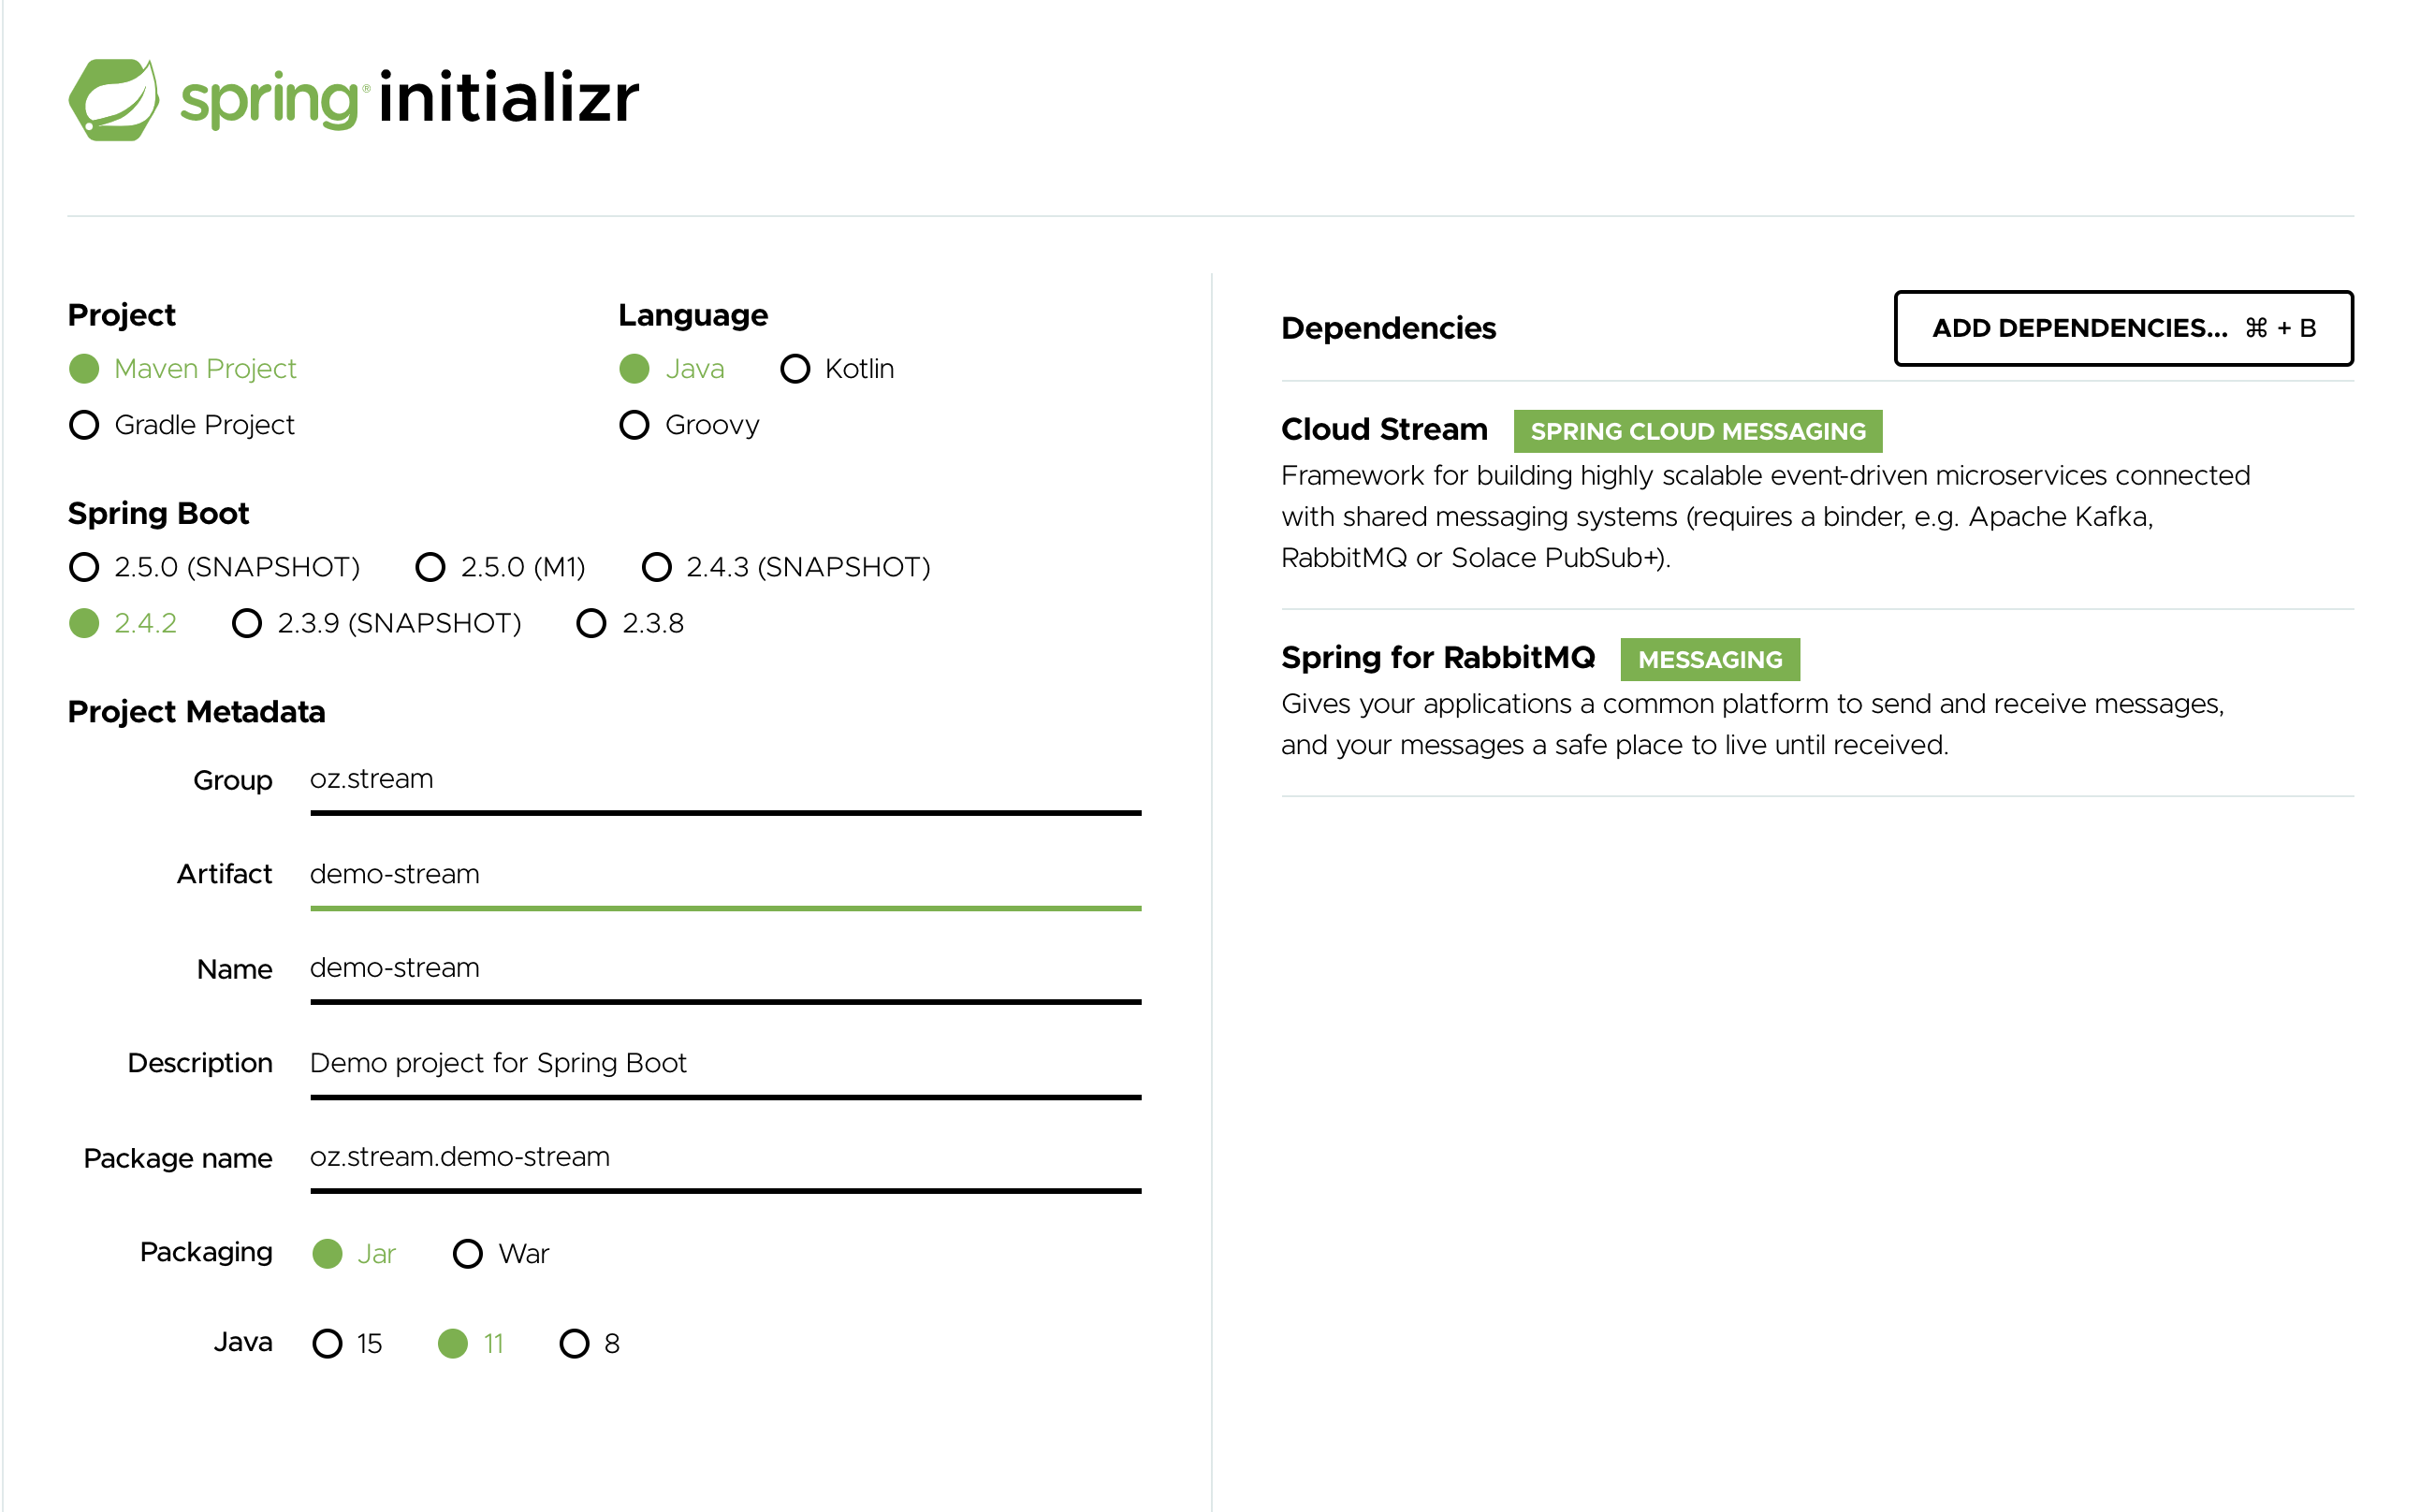 spring® initializr
Project
Maven Project
Gradle Project
Language
Java Kotlin
Groovy
Spring Boot
2.5.0 (SNAPSHOT) 2.5.0 (M1) 2.4.3 (SNAPSHOT)
2.4.2 2.3.9 (SNAPSHOT) 2.3.8
Project Metadata
Group oz.stream
Artifact demo-stream
Name demo-stream
Description Demo project for Spring Boot
Package name oz.stream.demo-stream
Packaging Jar War
Java 15 11 8
Dependencies ADD DEPENDENCIES... ⌘ + B
Cloud Stream SPRING CLOUD MESSAGING
Framework for building highly scalable event-driven microservices connected
with shared messaging systems (requires a binder, e.g. Apache Kafka,
RabbitMQ or Solace PubSub+).
Spring for RabbitMQ MESSAGING
Gives your applications a common platform to send and receive messages,
and your messages a safe place to live until received.